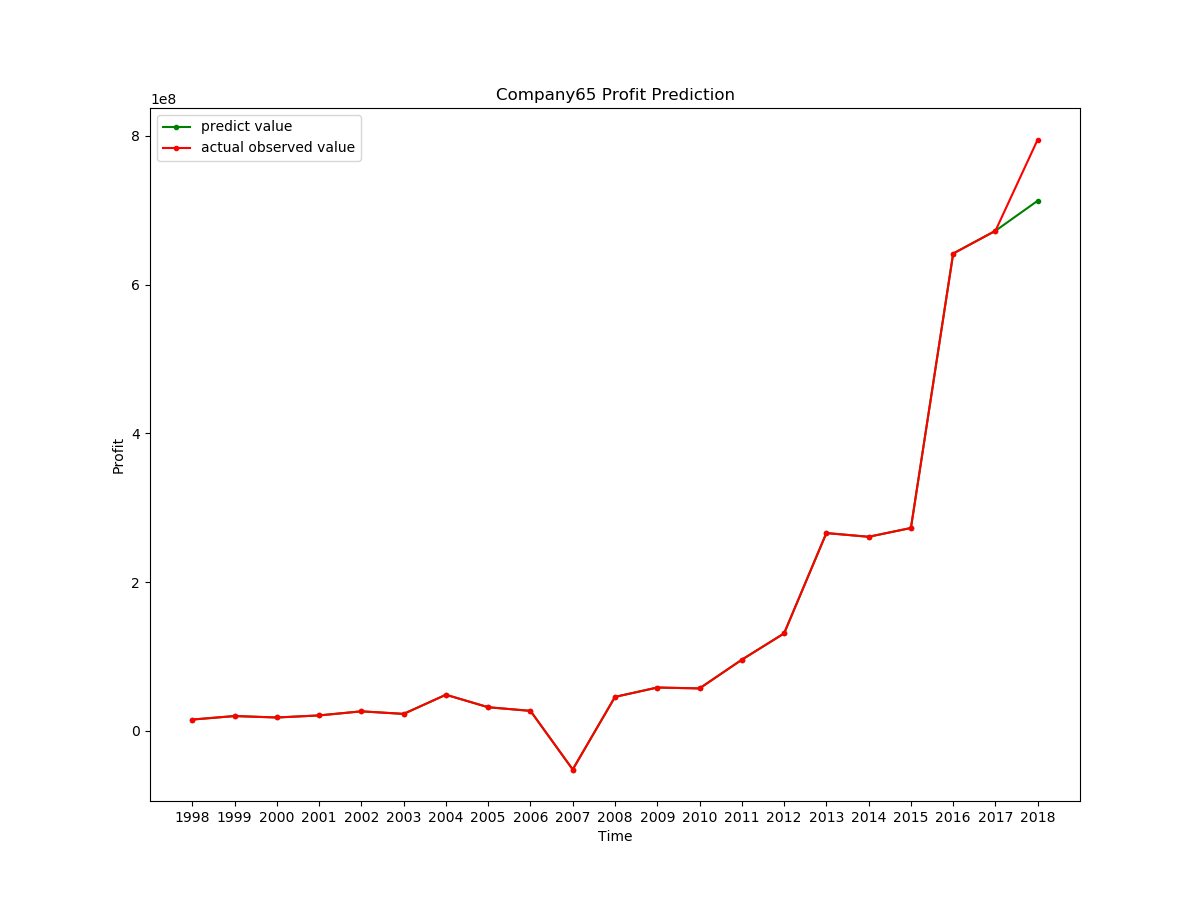 Company65 Profit Prediction
1e8
predict value
actual observed value
8
6
4
2
0
Profit
1998 1999 2000 2001 2002 2003 2004 2005 2006 2007 2008 2009 2010 2011 2012 2013 2014 2015 2016 2017 2018
Time